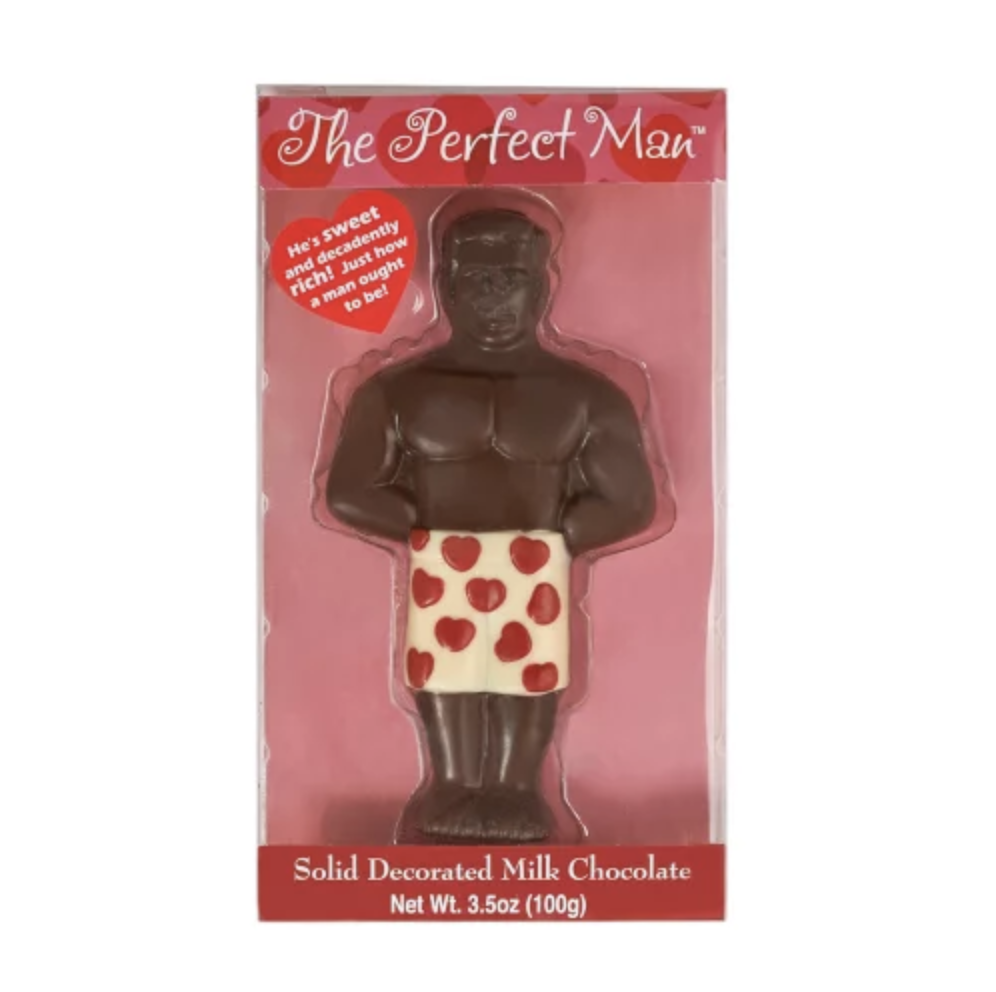 The Perfect Man™
He's sweet
and decadently
rich! Just how
a man ought
to be!
Solid Decorated Milk Chocolate
Net Wt. 3.5oz (100g)